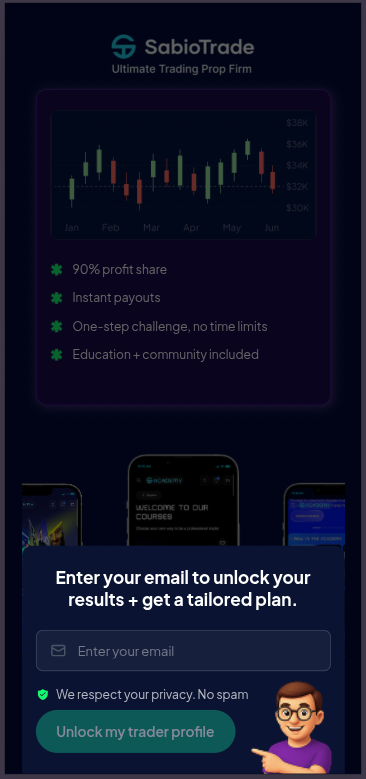 SabioTrade
Ultimate Trading Prop Firm
$38K
$36K
$34K
$32K
$30K
Jan Feb Mar Apr May Jun
90% profit share
Instant payouts
One-step challenge, no time limits
Education + community included
ACADEMY
WELCOME TO OUR
COURSES
Enter your email to unlock your
results + get a tailored plan.
Enter your email
We respect your privacy. No spam
Unlock my trader profile